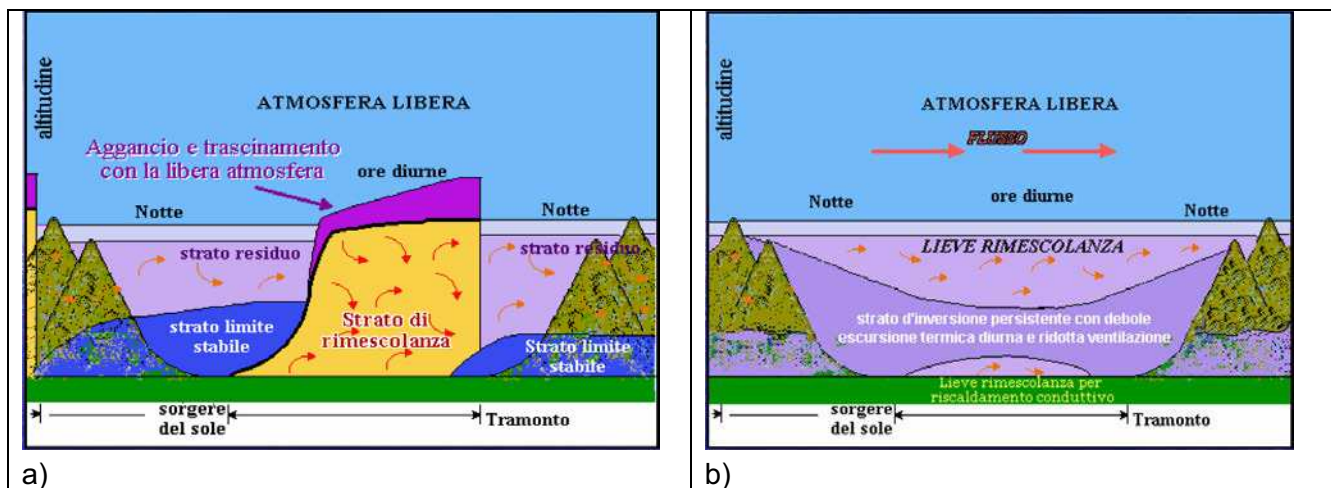 altitudine
ATMOSFERA LIBERA
Aggancio e trascinamento
con la libera atmosfera
ore diurne
Notte
Notte
strato residuo
strato residuo
strato limite
stabile
Strato di
rimescolanza
Strato limite
stabile
sorgere
del sole
Tramonto
a)
altitudine
ATMOSFERA LIBERA
FLUSSO
ore diurne
Notte
Notte
LIEVE RIMESCOLANZA
strato d'inversione persistente con debole
escursione termica diurna e ridotta ventilazione
Lieve rimescolanza per
riscaldamento conduttivo
sorgere
del sole
Tramonto
b)